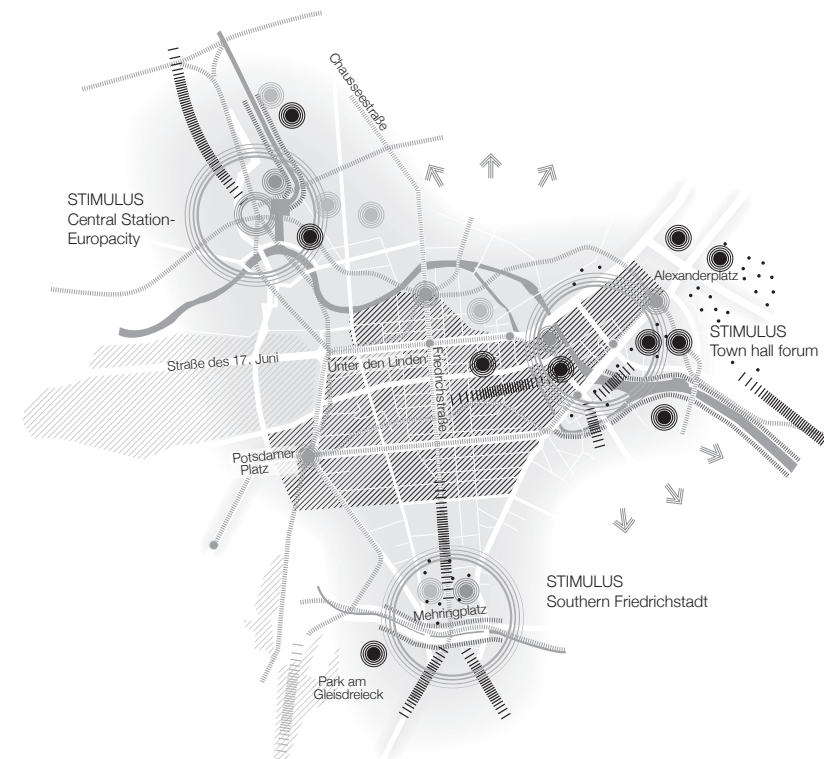 Chausseestraße
STIMULUS
Central Station-
Europacity
Alexanderplatz
STIMULUS
Town hall forum
Straße des 17. Juni
Unter den Linden
Friedrichstraße
Potsdamer
Platz
STIMULUS
Southern Friedrichstadt
Mehringplatz
Park am
Gleisdreieck